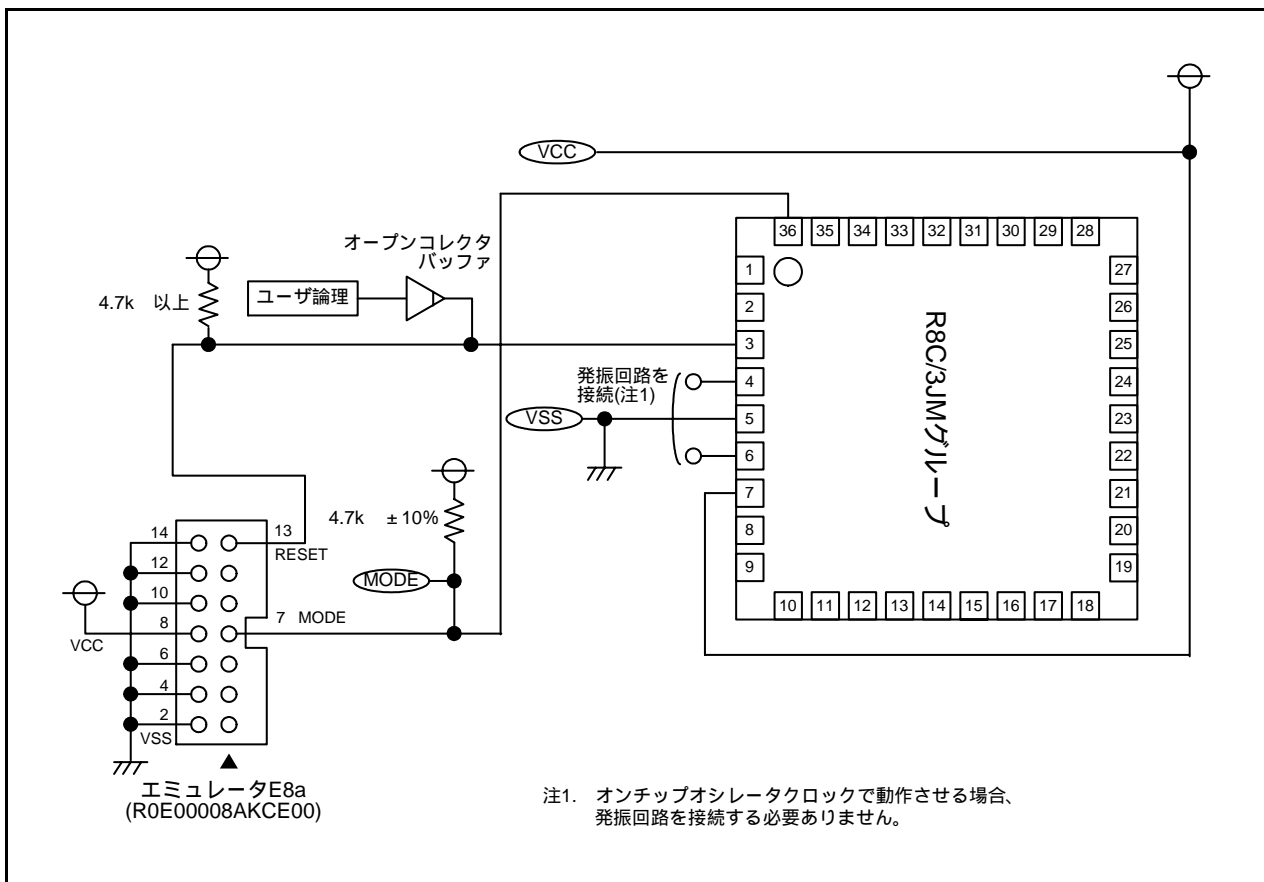 VCC
オープンコレクタ
バッファ
4.7k 以上
ユーザ論理
発振回路を
接続(注1)
VSS
4.7k ±10%
MODE
36 35 34 33 32 31 30 29 28
1
2
3
4
5
6
7
8
9
27
26
25
24
23
22
21
20
19
10 11 12 13 14 15 16 17 18
R8C/3JMグループ
14
13
RESET
12
10
8
7 MODE
VCC
6
4
2
VSS
エミュレータE8a
(R0E00008AKCE00)
注1. オンチップオシレータクロックで動作させる場合、
発振回路を接続する必要ありません。